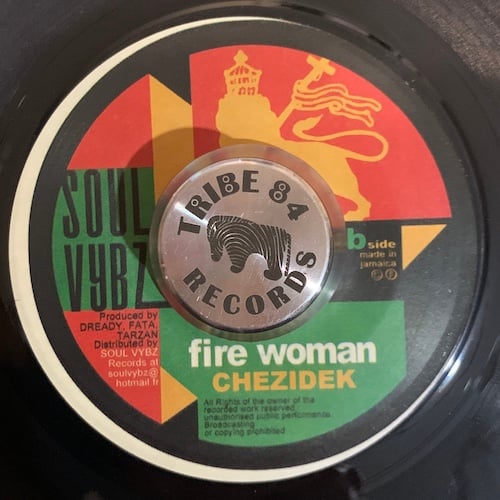 SOUL
VYBZ
TRIBE 84
RECORDS
b side
made in
jamaica
Produced by
DREADY, FATA,
TARZAN
Distributed by
SOUL VYBZ
Records at
soulvybz@
hotmail fr
fire woman
CHEZIDEK
All Rights of the owner of the
recorded work reserved
unauthorised public performance
Broadcasting
or copying prohibited